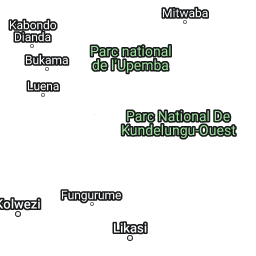 Mitwaba
Kabondo
Dianda
Parc national
de l'Upemba
Bukama
Luena
Parc National De
Kundelungu-Ouest
Fungurume
Kolwezi
Likasi